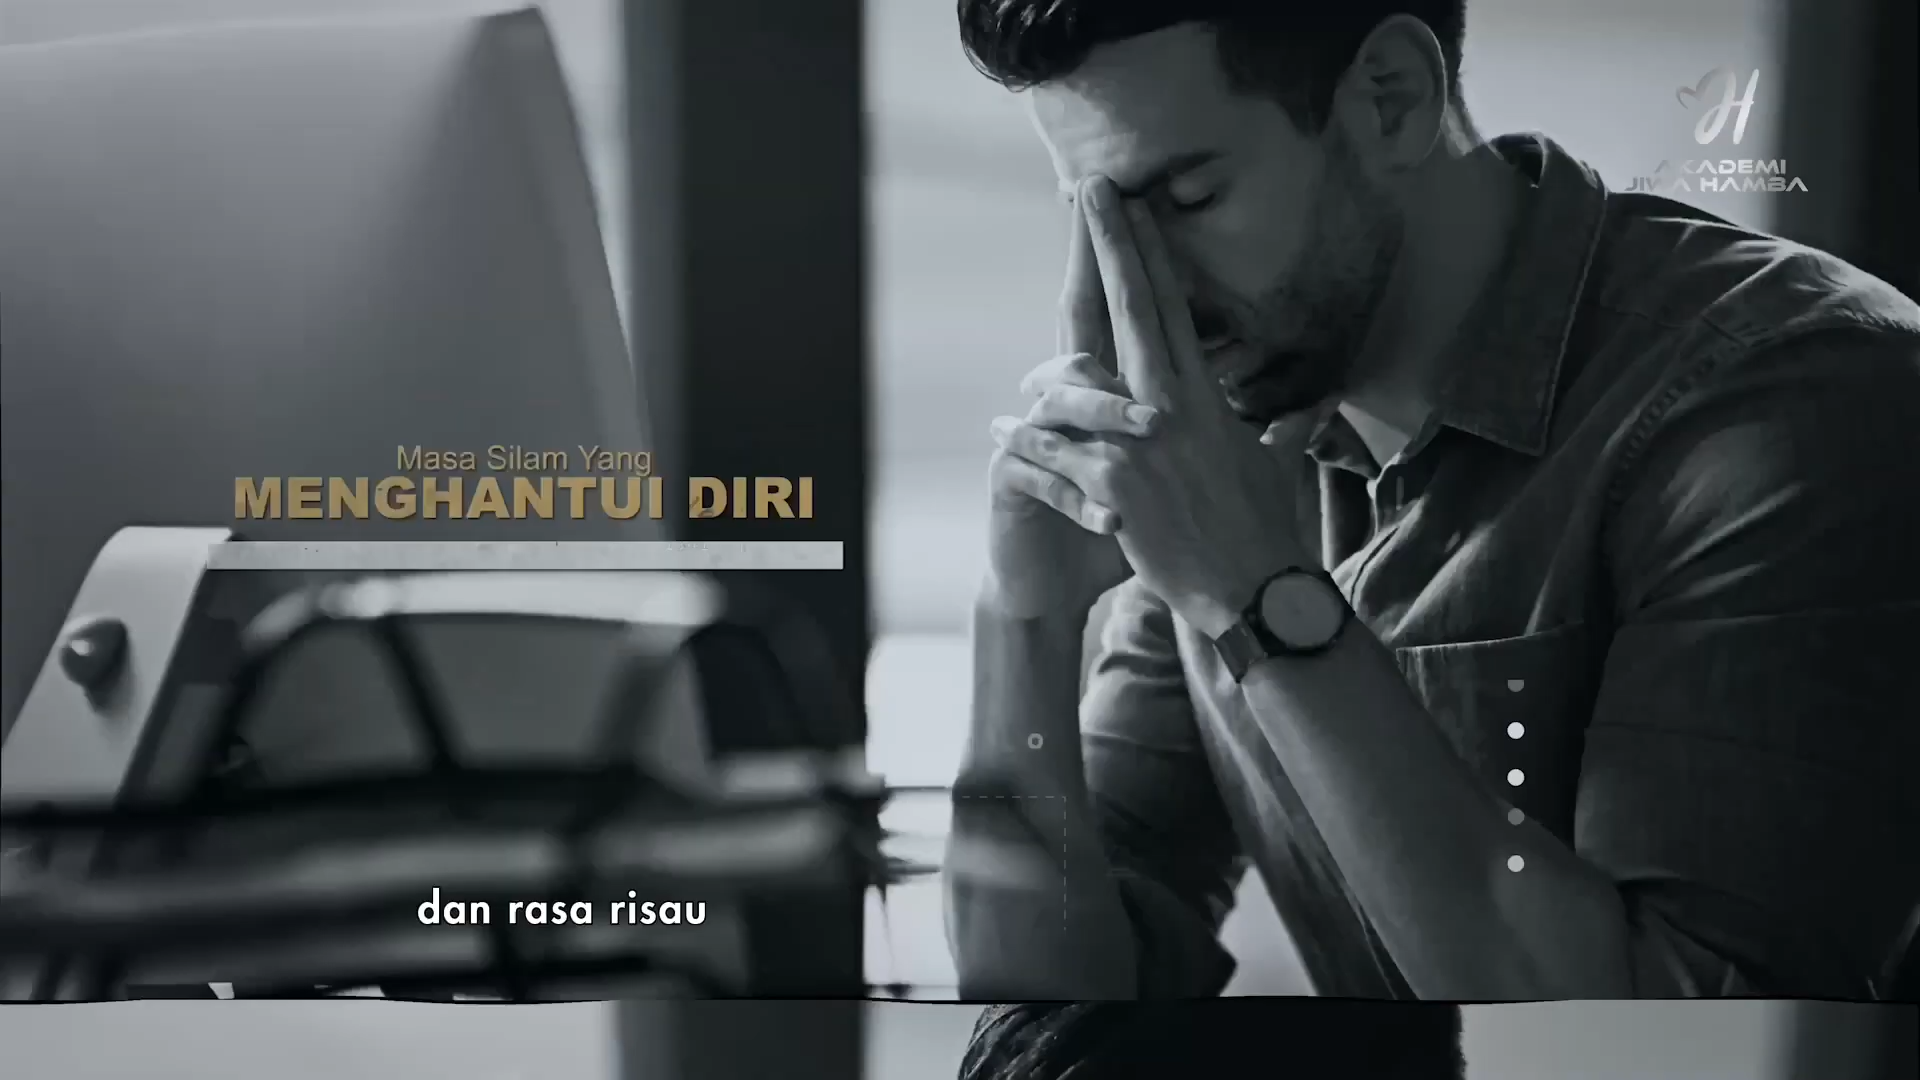 AKADEMI
JIWA HAMBA
Masa Silam Yang
MENGHANTUI DIRI
dan rasa risau